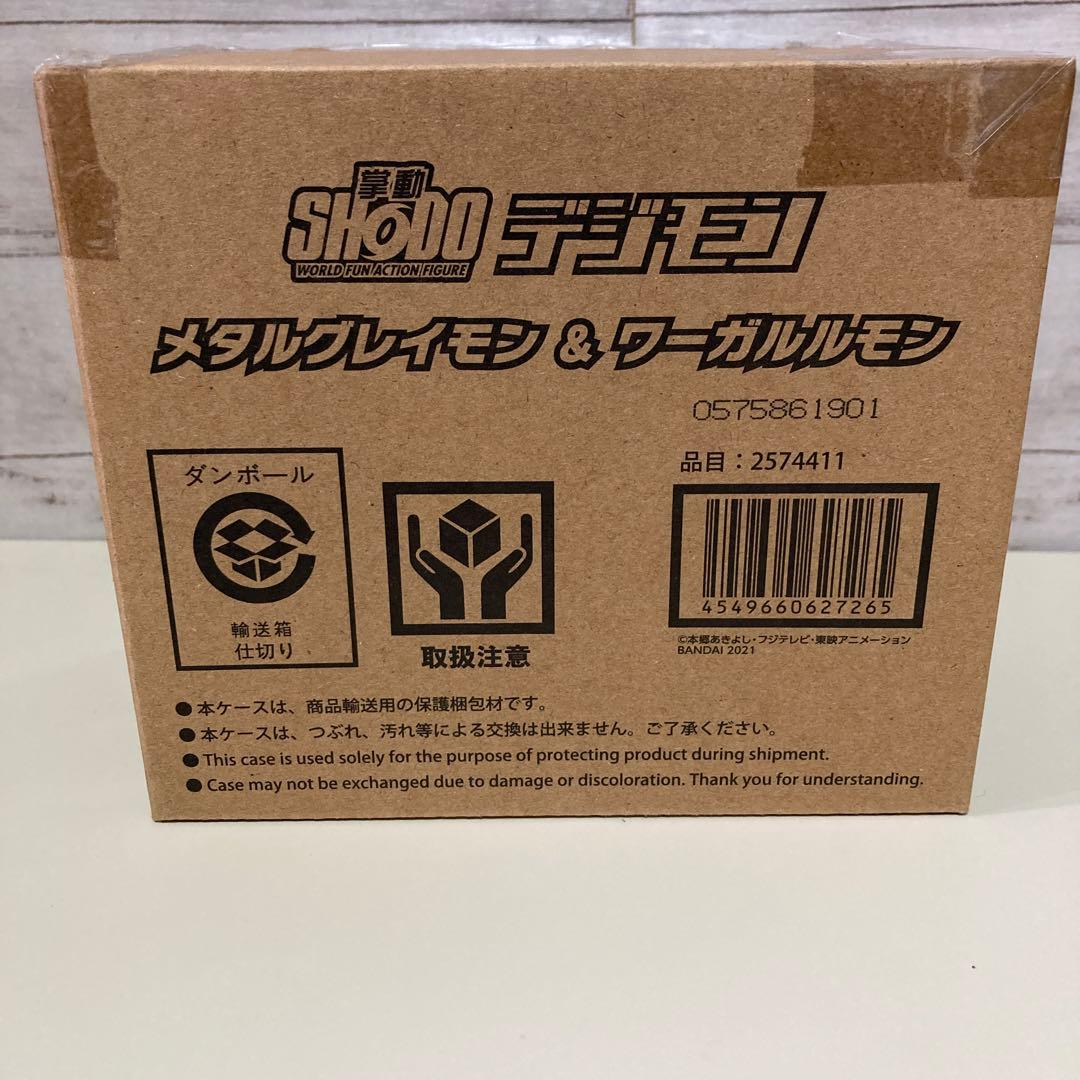 掌動
SHODO デジモン
WORLD FUN ACTION FIGURE
メタルグレイモン & ワーガルルモン
0575861901
品目：2574411
ダンボール
輸送箱
仕切り
取扱注意
4549660627265
©本郷あきよし・フジテレビ・東映アニメーション
BANDAI 2021
● 本ケースは、商品輸送用の保護梱包材です。
● 本ケースは、つぶれ、汚れ等による交換は出来ません。ご了承ください。
● This case is used solely for the purpose of protecting product during shipment.
● Case may not be exchanged due to damage or discoloration. Thank you for understanding.